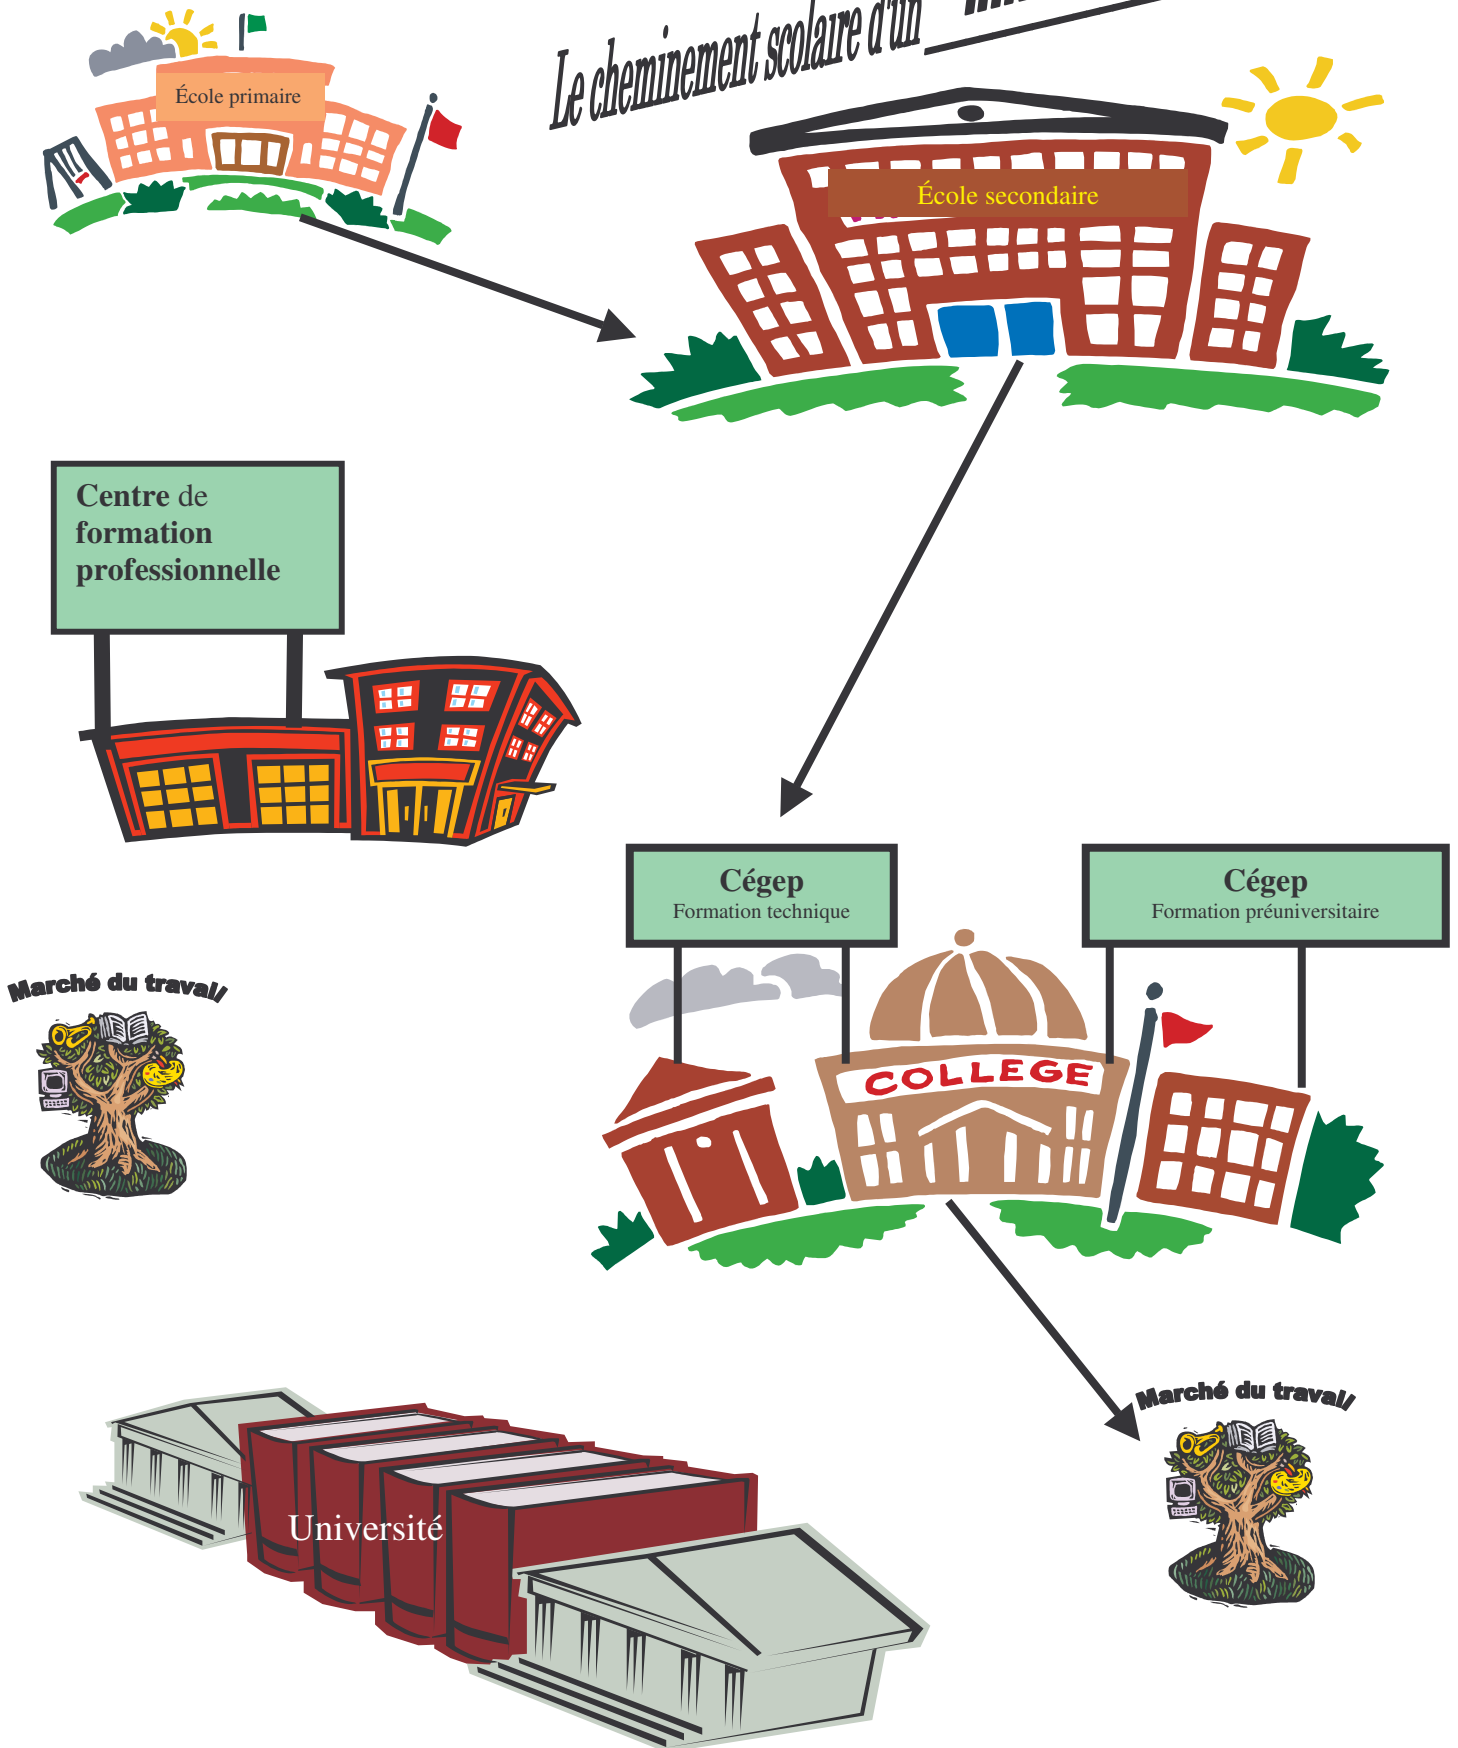 Le cheminement scolaire d'un
École primaire
École secondaire
Centre de
formation
professionnelle
Cégep
Formation technique
Cégep
Formation préuniversitaire
Marché du travail
COLLEGE
Marché du travail
Université